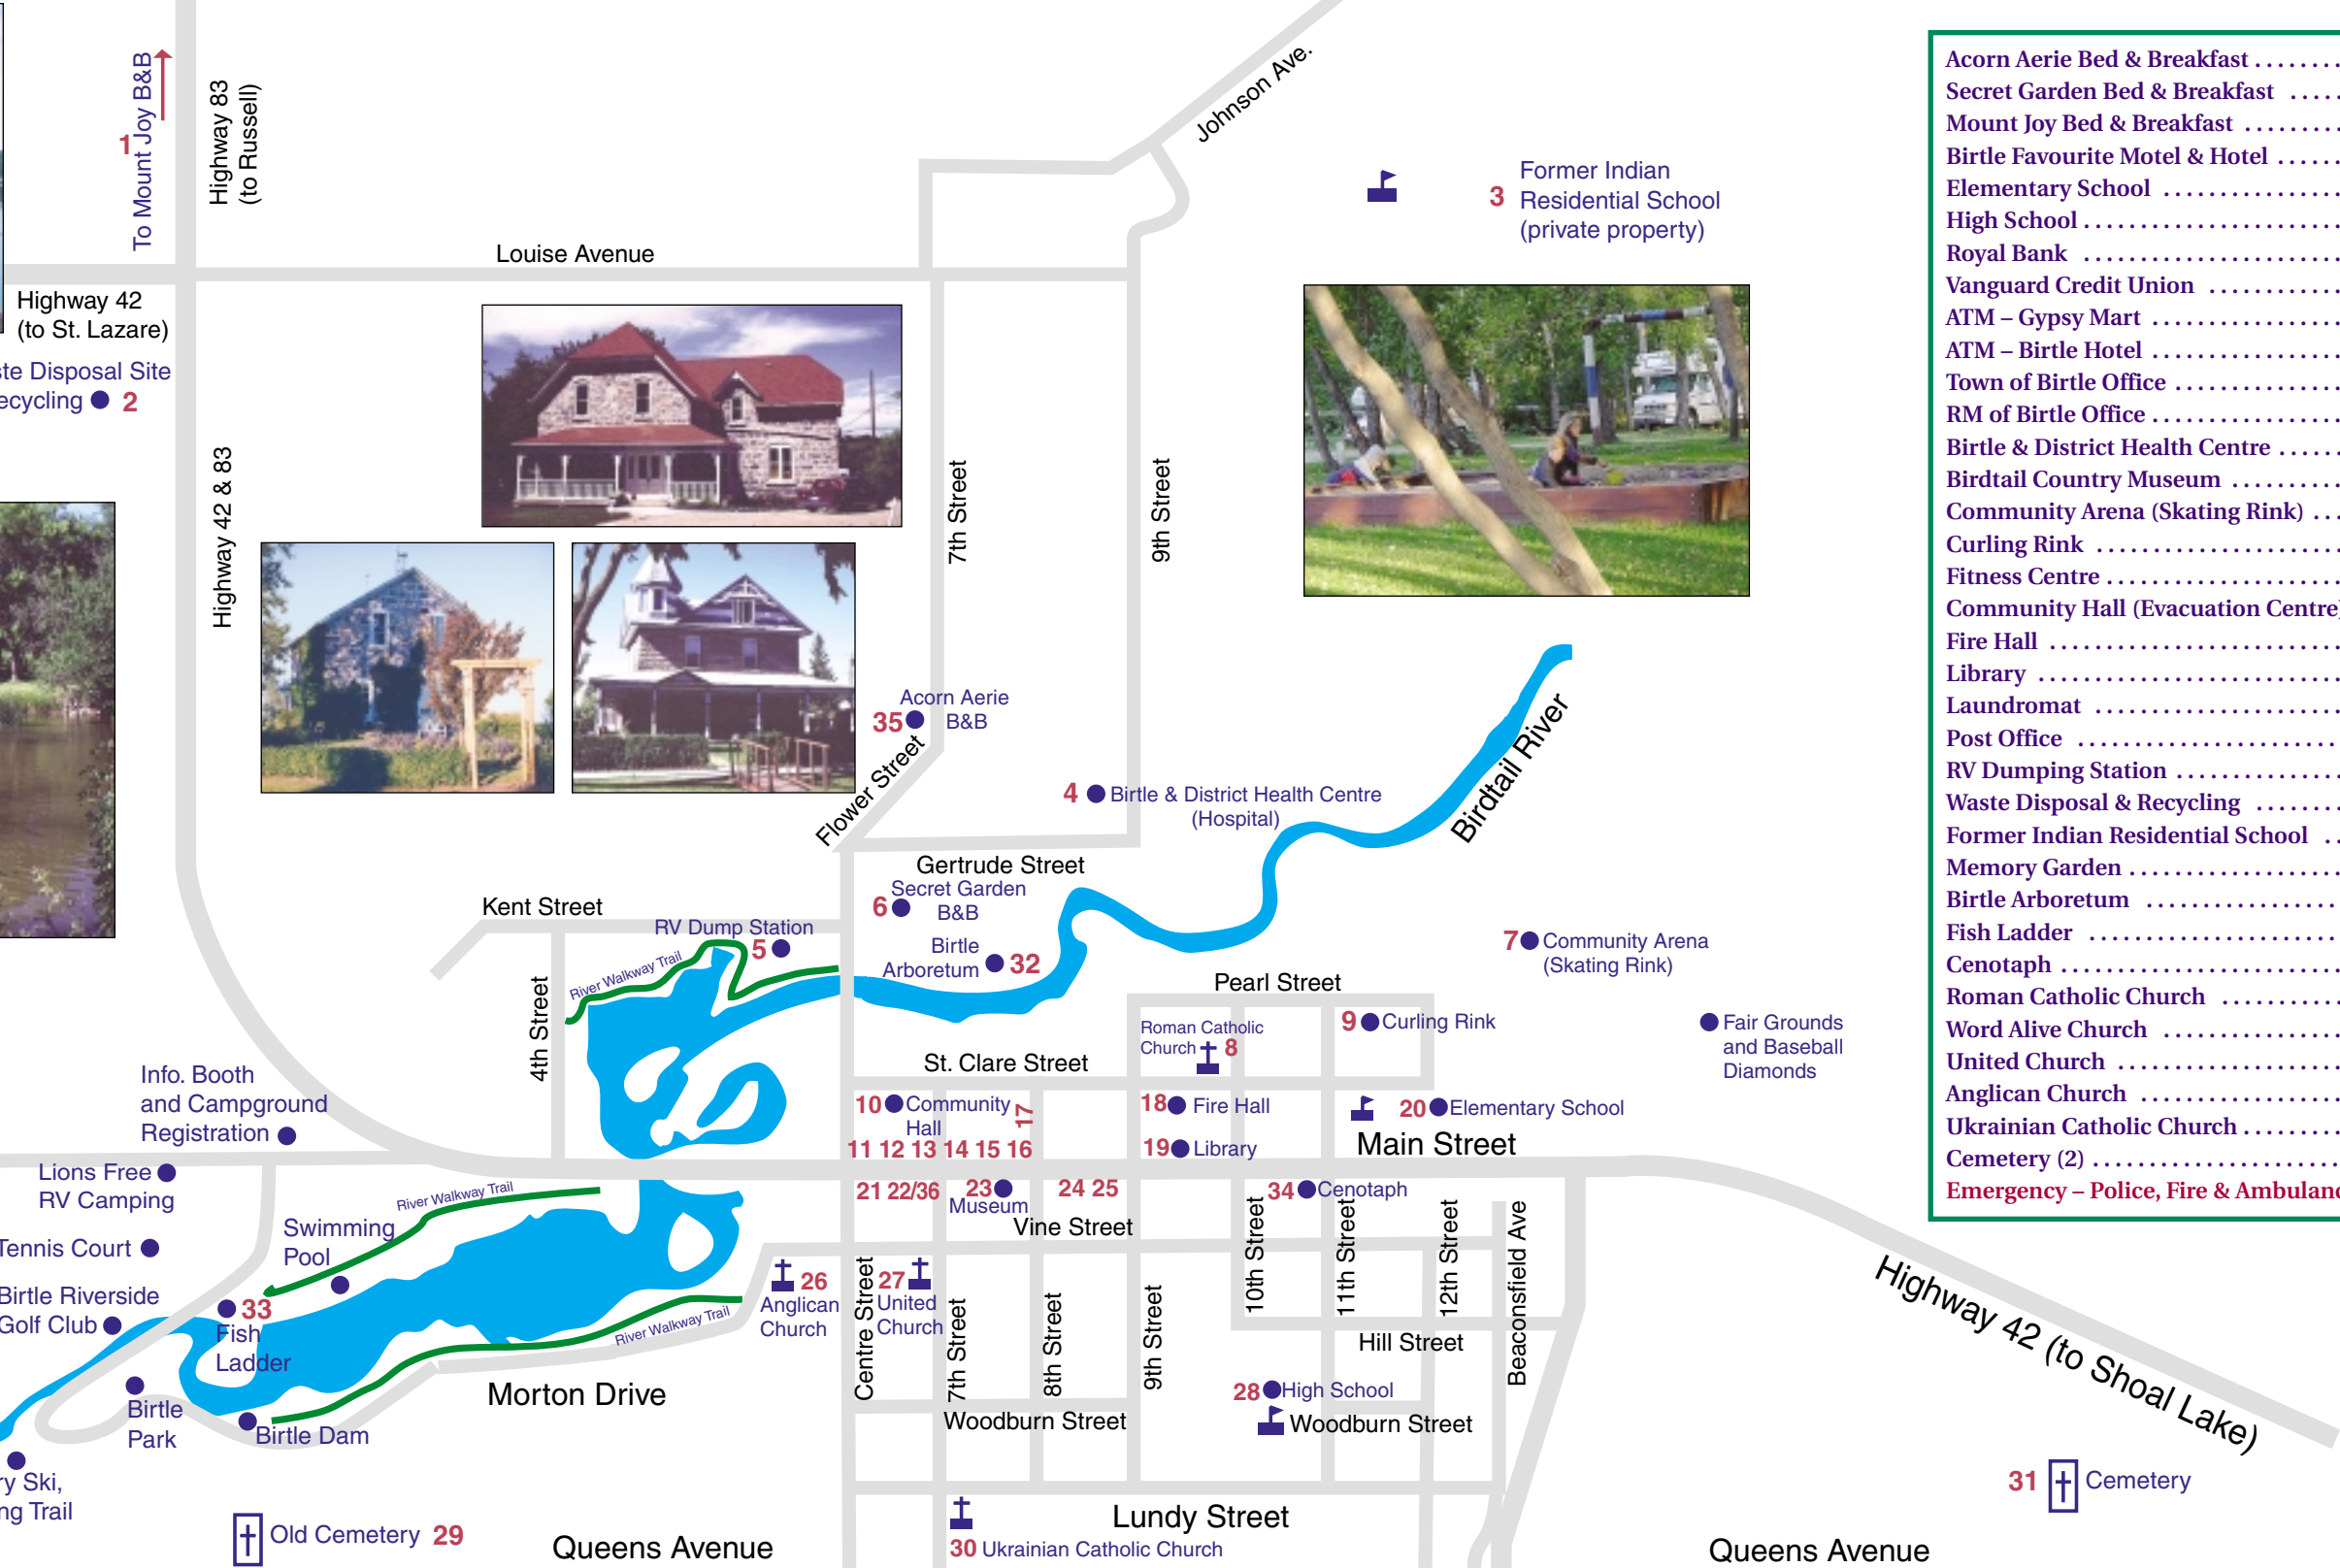 To Mount Joy B&B
1
Highway 83
(to Russell)
Johnson Ave.
3
Former Indian
Residential School
(private property)
Louise Avenue
Highway 42
(to St. Lazare)
ste Disposal Site
ecycling
2
Highway 42 & 83
7th Street
9th Street
Acorn Aerie
B&B
35
Flower Street
4
Birtle & District Health Centre
(Hospital)
Birdtail River
Gertrude Street
Secret Garden
B&B
6
Kent Street
RV Dump Station
5
River Walkway Trail
Birtle
Arboretum
32
7
Community Arena
(Skating Rink)
4th Street
Pearl Street
Roman Catholic
Church
8
9
Curling Rink
Fair Grounds
and Baseball
Diamonds
St. Clare Street
Info. Booth
and Campground
Registration
10
Community
Hall
17
18
Fire Hall
20
Elementary School
11 12 13 14 15 16
19
Library
Main Street
Lions Free
RV Camping
River Walkway Trail
21 22/36
23
Museum
24 25
34
Cenotaph
Vine Street
Swimming
Pool
Tennis Court
10th Street
11th Street
12th Street
Beaconsfield Ave
Highway 42 (to Shoal Lake)
Birtle Riverside
Golf Club
33
Fish
Ladder
26
Anglican
Church
Centre Street
27
United
Church
7th Street
8th Street
9th Street
River Walkway Trail
Hill Street
Morton Drive
28
High School
Birtle
Park
Birtle Dam
Woodburn Street
Woodburn Street
ry Ski,
ng Trail
31
Cemetery
Old Cemetery
29
Queens Avenue
Lundy Street
30
Ukrainian Catholic Church
Queens Avenue
Acorn Aerie Bed & Breakfast
Secret Garden Bed & Breakfast
Mount Joy Bed & Breakfast
Birtle Favourite Motel & Hotel
Elementary School
High School
Royal Bank
Vanguard Credit Union
ATM – Gypsy Mart
ATM – Birtle Hotel
Town of Birtle Office
RM of Birtle Office
Birtle & District Health Centre
Birdtail Country Museum
Community Arena (Skating Rink)
Curling Rink
Fitness Centre
Community Hall (Evacuation Centre)
Fire Hall
Library
Laundromat
Post Office
RV Dumping Station
Waste Disposal & Recycling
Former Indian Residential School
Memory Garden
Birtle Arboretum
Fish Ladder
Cenotaph
Roman Catholic Church
Word Alive Church
United Church
Anglican Church
Ukrainian Catholic Church
Cemetery (2)
Emergency – Police, Fire & Ambulanc